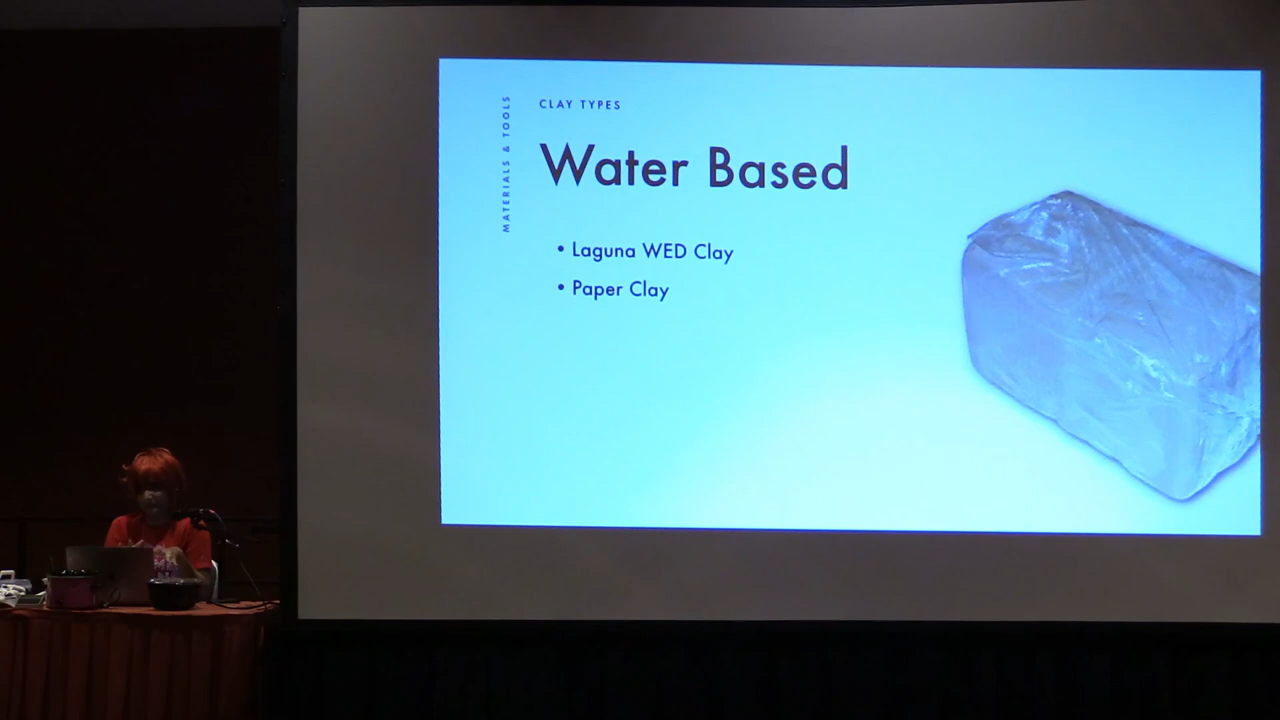 MATERIALS & TOOLS
CLAY TYPES
Water Based
• Laguna WED Clay
• Paper Clay